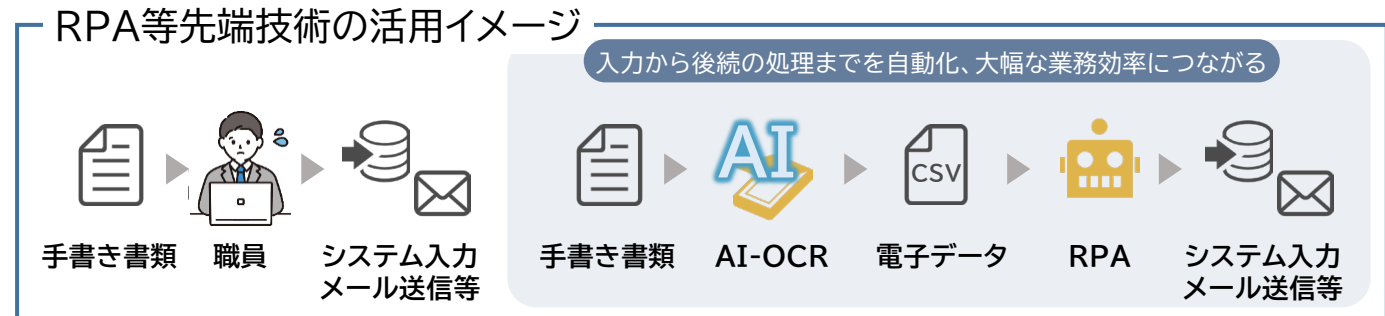 RPA等先端技術の活用イメージ
入力から後続の処理までを自動化、大幅な業務効率につながる
手書き書類
職員
システム入力
メール送信等
手書き書類
AI
AI-OCR
CSV
電子データ
RPA
システム入力
メール送信等